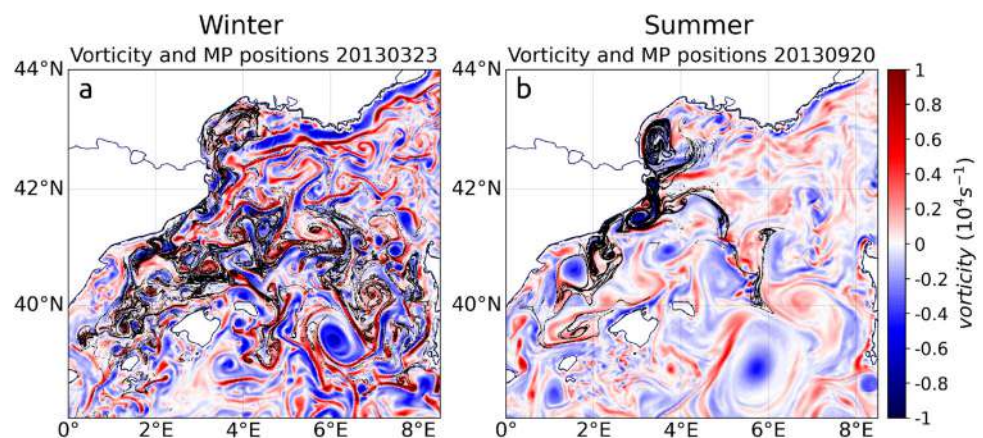 Winter
Summer
Vorticity and MP positions 20130323
Vorticity and MP positions 20130920
44°N
a
42°N
40°N
0°
2°E
4°E
6°E
8°E
44°N
b
42°N
40°N
0°
2°E
4°E
6°E
8°E
1
0.8
0.6
0.4
0.2
0
-0.2
-0.4
-0.6
-0.8
-1
vorticity (10⁴s⁻¹)